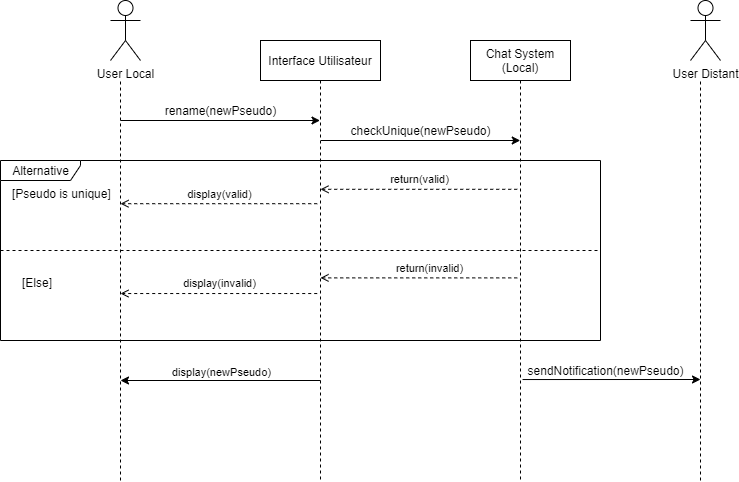 User Local
Interface Utilisateur
Chat System
(Local)
User Distant
rename(newPseudo)
checkUnique(newPseudo)
Alternative
[Pseudo is unique]
return(valid)
display(valid)
[Else]
return(invalid)
display(invalid)
display(newPseudo)
sendNotification(newPseudo)